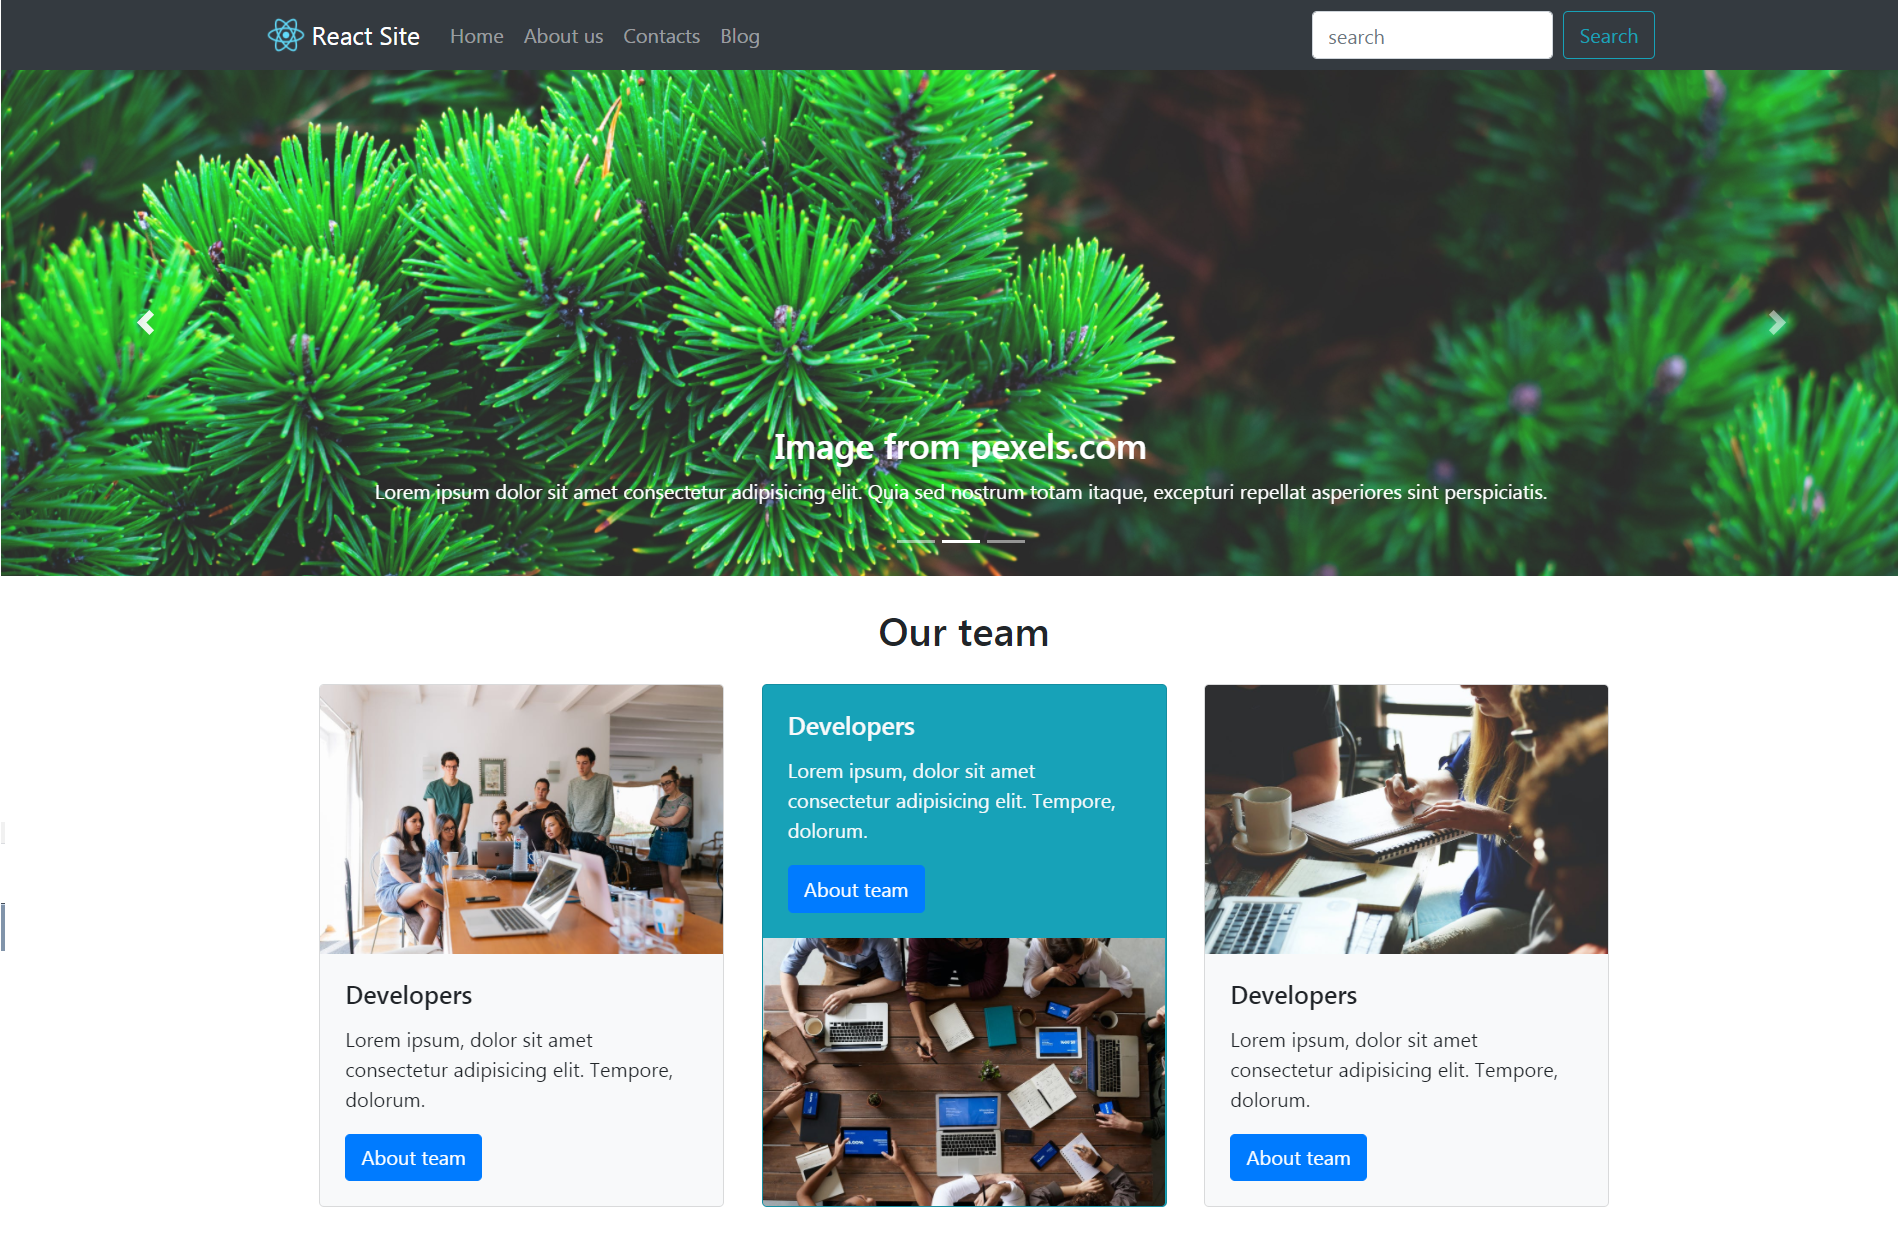 React Site Home About us Contacts Blog search Search
Image from pexels.com
Lorem ipsum dolor sit amet consectetur adipisicing elit. Quia sed nostrum totam itaque, excepturi repellat asperiores sint perspiciatis.
Our team
Developers
Lorem ipsum, dolor sit amet
consectetur adipisicing elit. Tempore,
dolorum.
About team
Developers
Lorem ipsum, dolor sit amet
consectetur adipisicing elit. Tempore,
dolorum.
About team
Developers
Lorem ipsum, dolor sit amet
consectetur adipisicing elit. Tempore,
dolorum.
About team